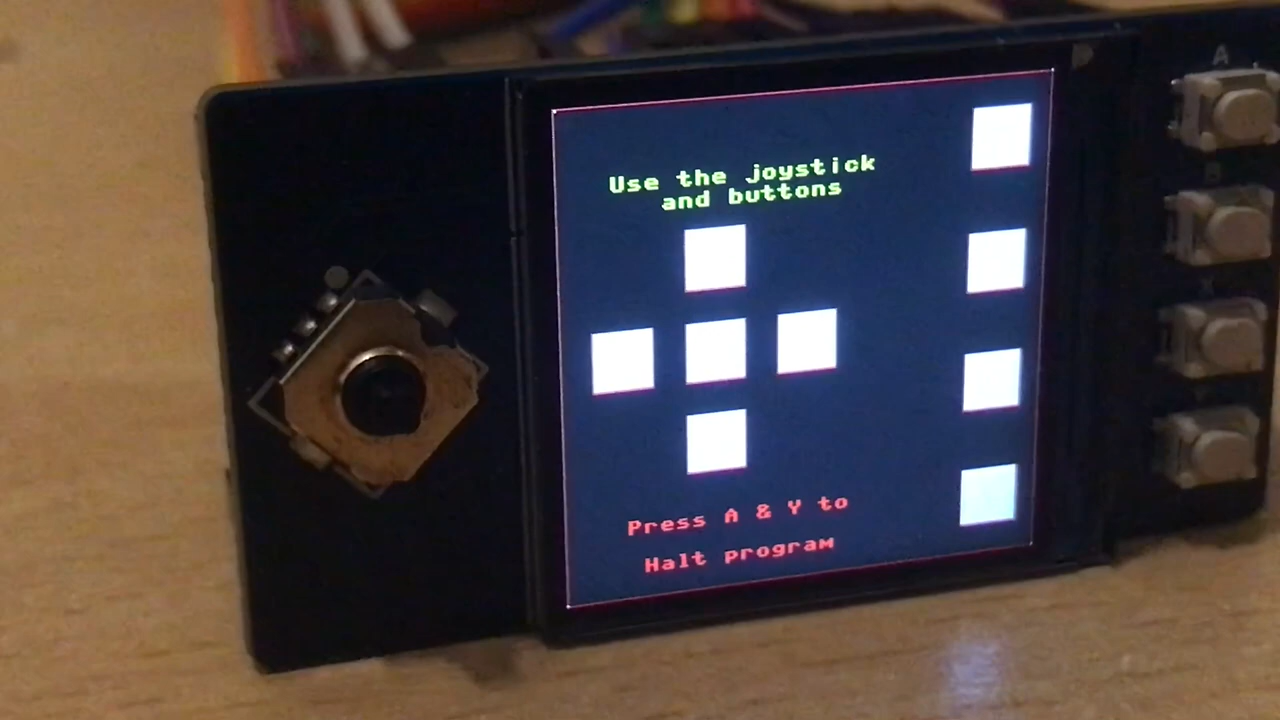 Use the joystick
and buttons
Press A & Y to
Halt program
A
B
X